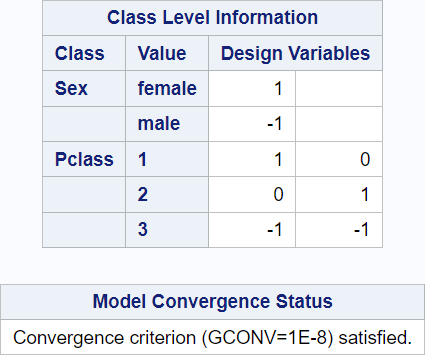 Class Level Information
Class Value Design Variables
Sex female 1
male -1
Pclass 1 1 0
2 0 1
3 -1 -1
Model Convergence Status
Convergence criterion (GCONV=1E-8) satisfied.